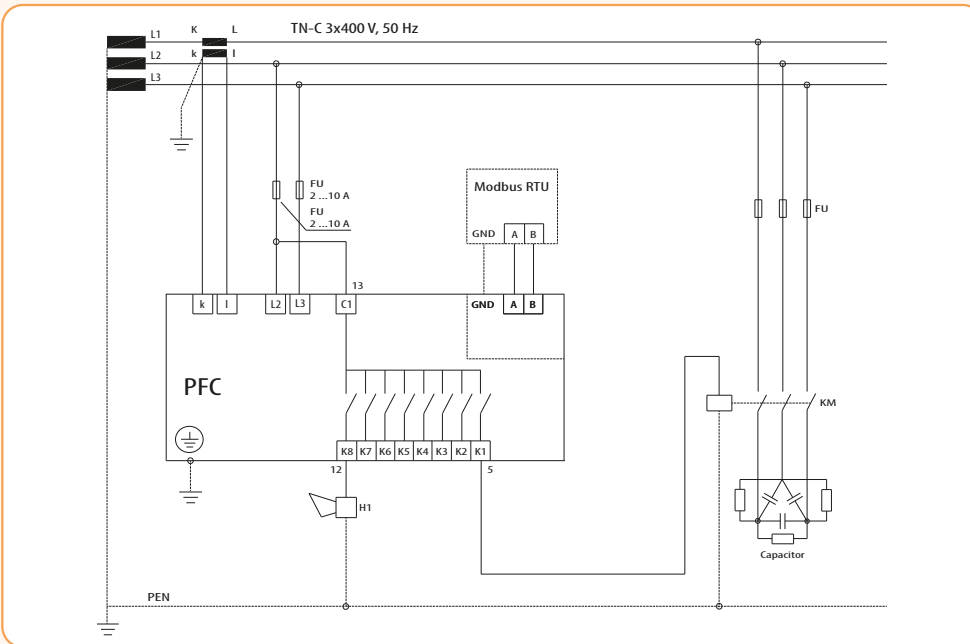 TN-C 3x400 V, 50 Hz
L1
K
L
L2
k
l
L3
FU
2 ...10 A
FU
2 ...10 A
Modbus RTU
GND
A
B
FU
13
k
l
L2
L3
C1
GND
A
B
PFC
KM
K8
K7
K6
K5
K4
K3
K2
K1
12
5
H1
Capacitor
PEN